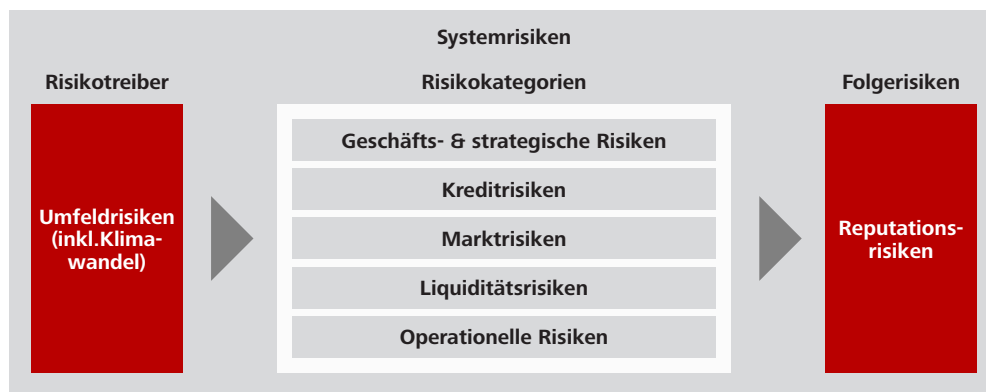 Systemrisiken
Risikotreiber
Risikokategorien
Folgerisiken
Umfeldrisiken
(inkl.Klima-
wandel)
Geschäfts- & strategische Risiken
Kreditrisiken
Marktrisiken
Liquiditätsrisiken
Operationelle Risiken
Reputations-
risiken